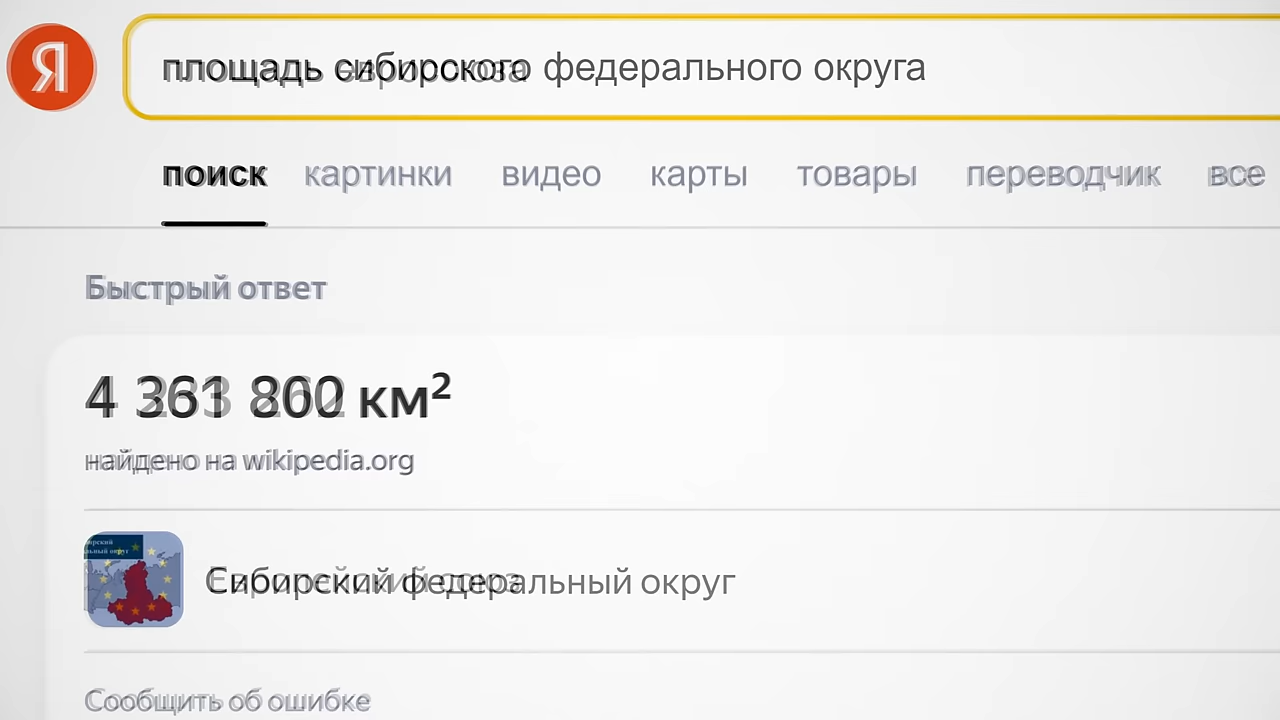 Я
площадь сибирского федерального округа
поиск картинки видео карты товары переводчик все
Быстрый ответ
4 361 800 км²
найдено на wikipedia.org
Сибирский федеральный округ
Сообщить об ошибке